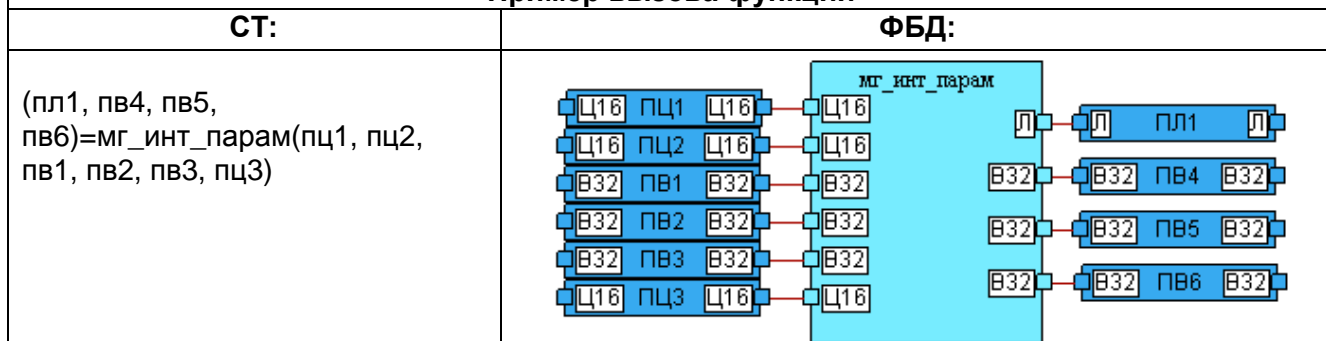 СТ:
ФБД:
(пл1, пв4, пв5,
пв6)=мг_инт_парам(пц1, пц2,
пв1, пв2, пв3, пц3)
мг_инт_парам
Ц16 ПЦ1 Ц16 Ц16
Л Л ПЛ1 Л
Ц16 ПЦ2 Ц16 Ц16
В32 ПВ1 В32 В32
В32 В32 ПВ4 В32
В32 ПВ2 В32 В32
В32 В32 ПВ5 В32
В32 ПВ3 В32 В32
В32 В32 ПВ6 В32
Ц16 ПЦ3 Ц16 Ц16